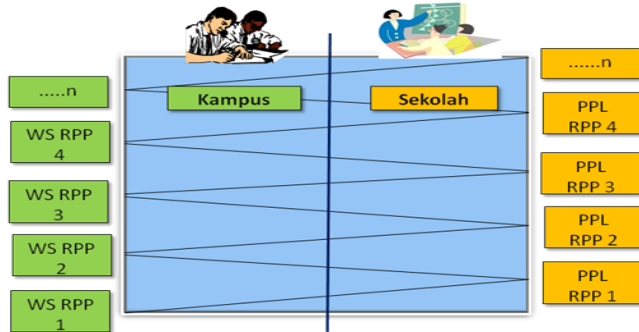 .....n
WS RPP
4
WS RPP
3
WS RPP
2
WS RPP
1
Kampus
Sekolah
......n
PPL
RPP 4
PPL
RPP 3
PPL
RPP 2
PPL
RPP 1